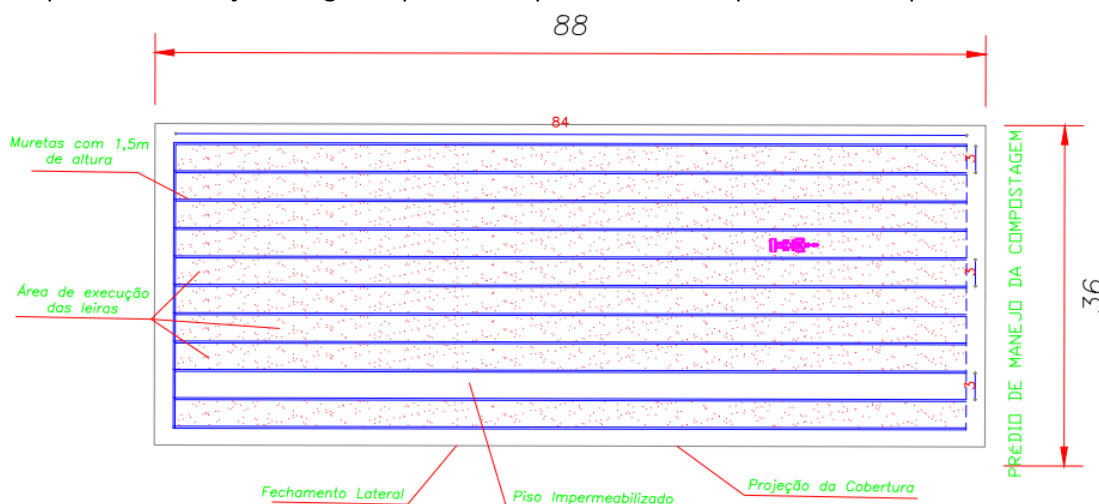 88
84
Muretas com 1,5m
de altura
3
3
Área de execução
das leiras
3
PRÉDIO DE MANEJO DA COMPOSTAGEM
36
Fechamento Lateral
Piso Impermeabilizado
Projeção da Cobertura